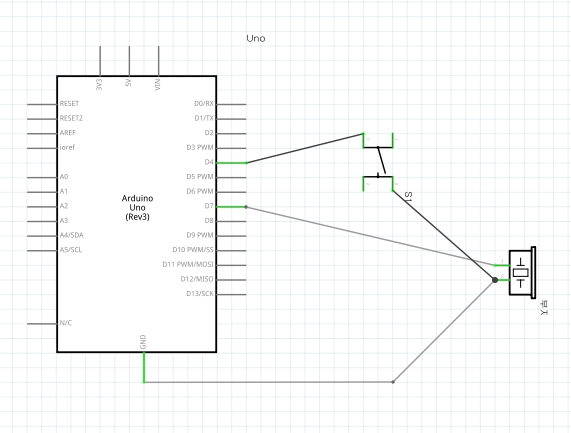 Uno
3V3
5V
VIN
RESET
RESET2
AREF
ioref
A0
A1
A2
A3
A4/SDA
A5/SCL
N/C
Arduino
Uno
(Rev3)
D0/RX
D1/TX
D2
D3 PWM
D4
D5 PWM
D6 PWM
D7
D8
D9 PWM
D10 PWM/SS
D11 PWM/MOSI
D12/MISO
D13/SCK
GND
S1